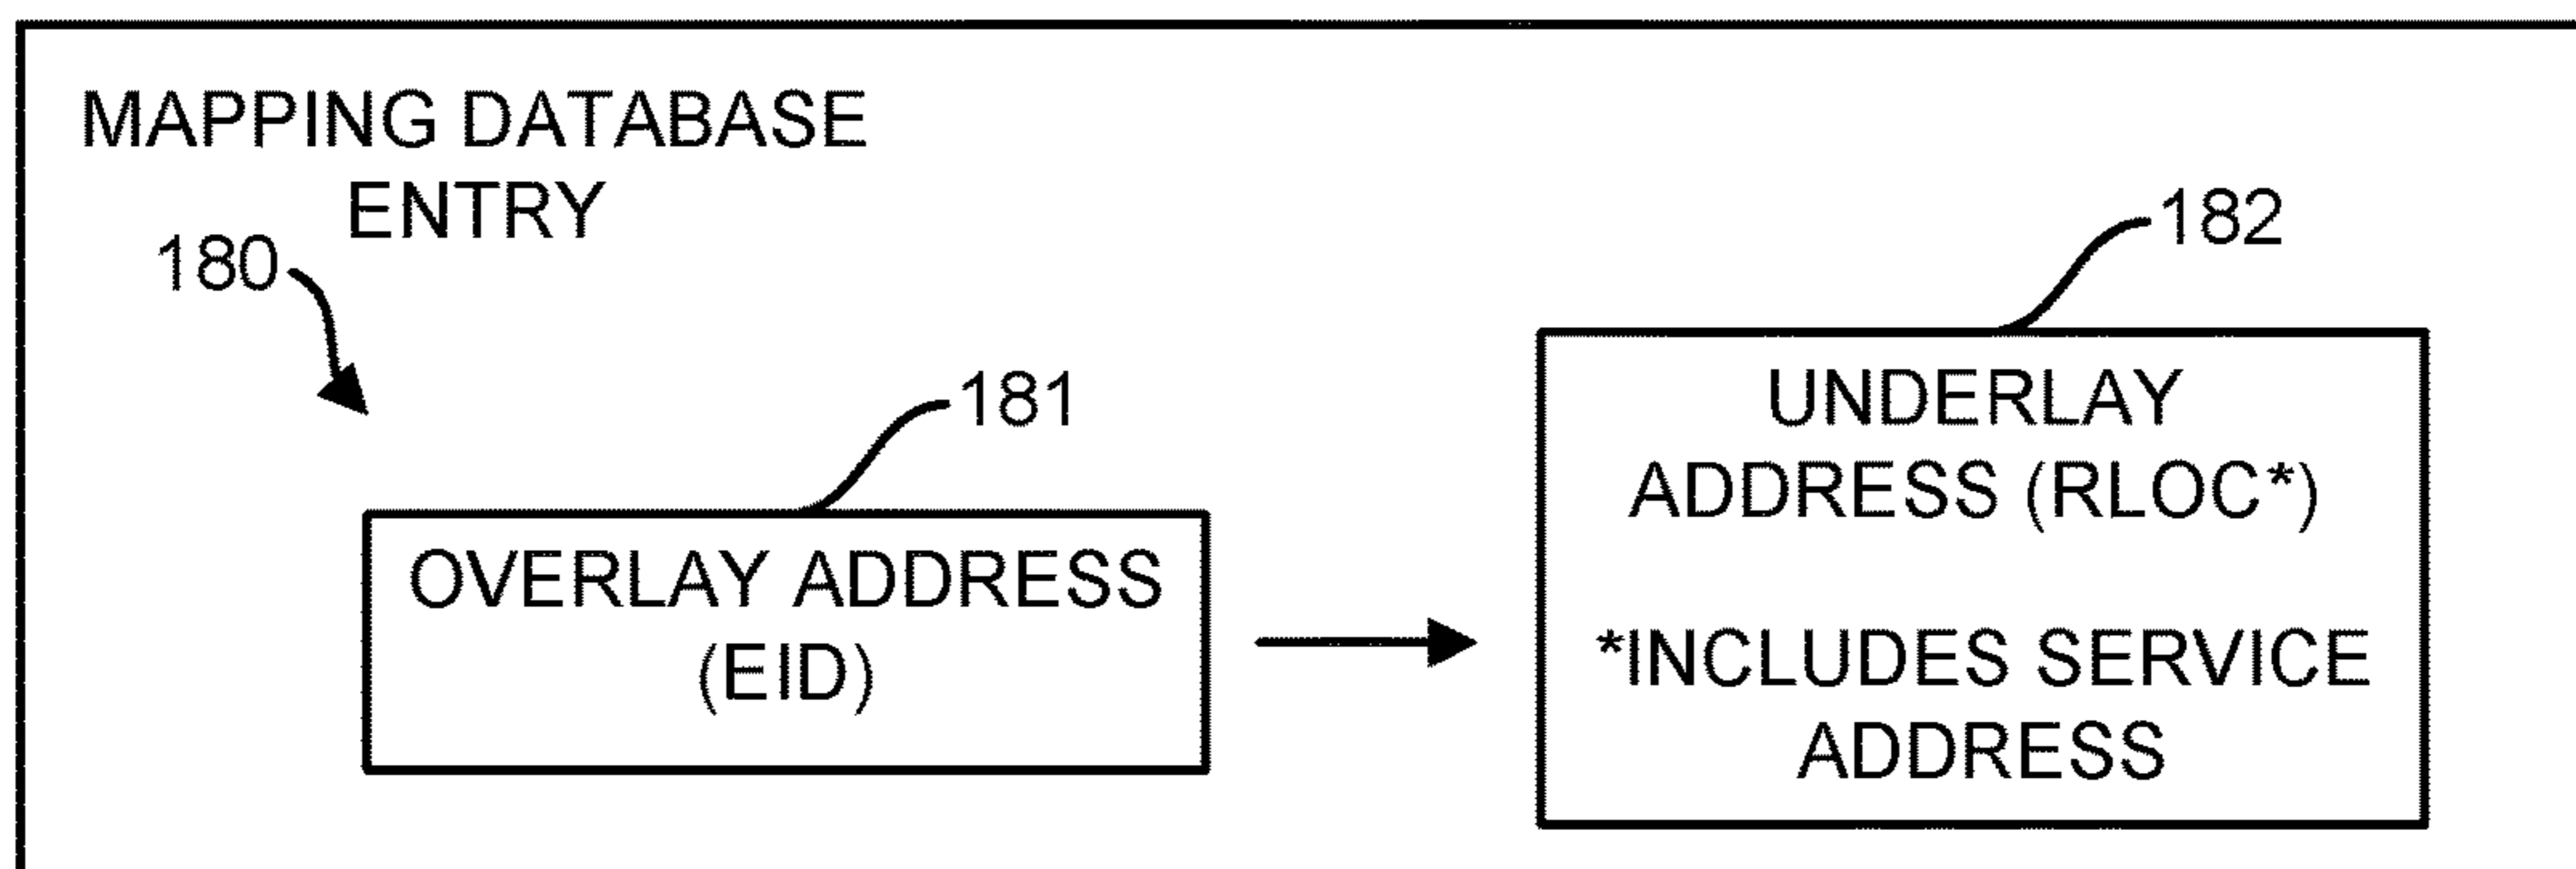 MAPPING DATABASE
ENTRY
180
181
OVERLAY ADDRESS
(EID)
182
UNDERLAY
ADDRESS (RLOC*)
*INCLUDES SERVICE
ADDRESS